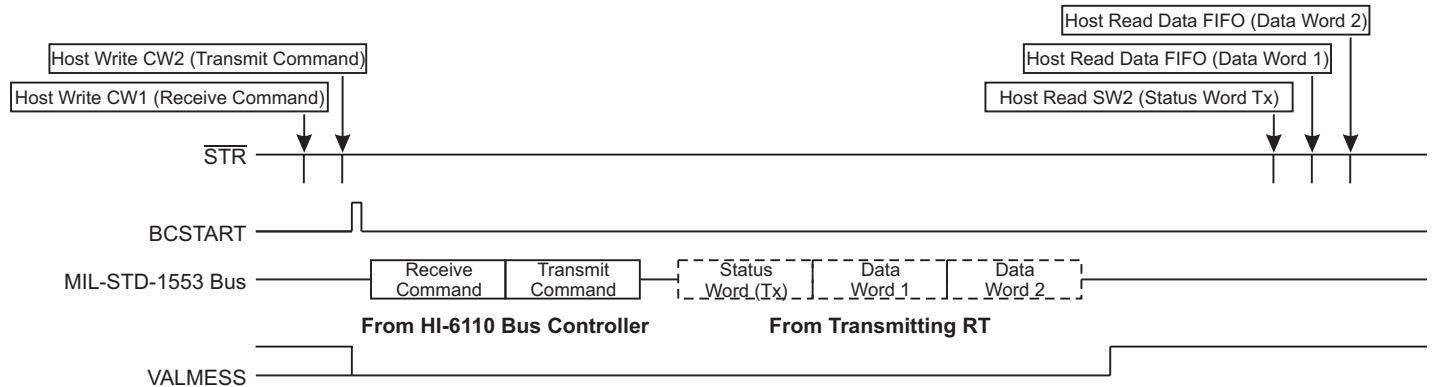 Host Read Data FIFO (Data Word 2)
Host Write CW2 (Transmit Command)
Host Read Data FIFO (Data Word 1)
Host Write CW1 (Receive Command)
Host Read SW2 (Status Word Tx)
STR
BCSTART
MIL-STD-1553 Bus
Receive
Command
Transmit
Command
Status
Word (Tx)
Data
Word 1
Data
Word 2
From HI-6110 Bus Controller
From Transmitting RT
VALMESS